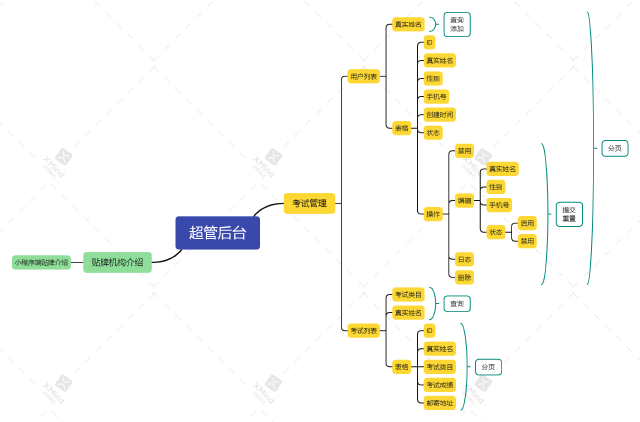 超管后台
贴牌机构介绍
小程序端贴牌介绍
考试管理
用户列表
真实姓名
查询
添加
表格
ID
真实姓名
性别
手机号
创建时间
状态
操作
禁用
编辑
真实姓名
性别
手机号
状态
启用
禁用
提交
重置
日志
删除
分页
考试列表
考试类目
真实姓名
查询
表格
ID
真实姓名
考试类目
考试成绩
邮寄地址
分页
XMind
XMind
XMind
XMind
XMind
XMind